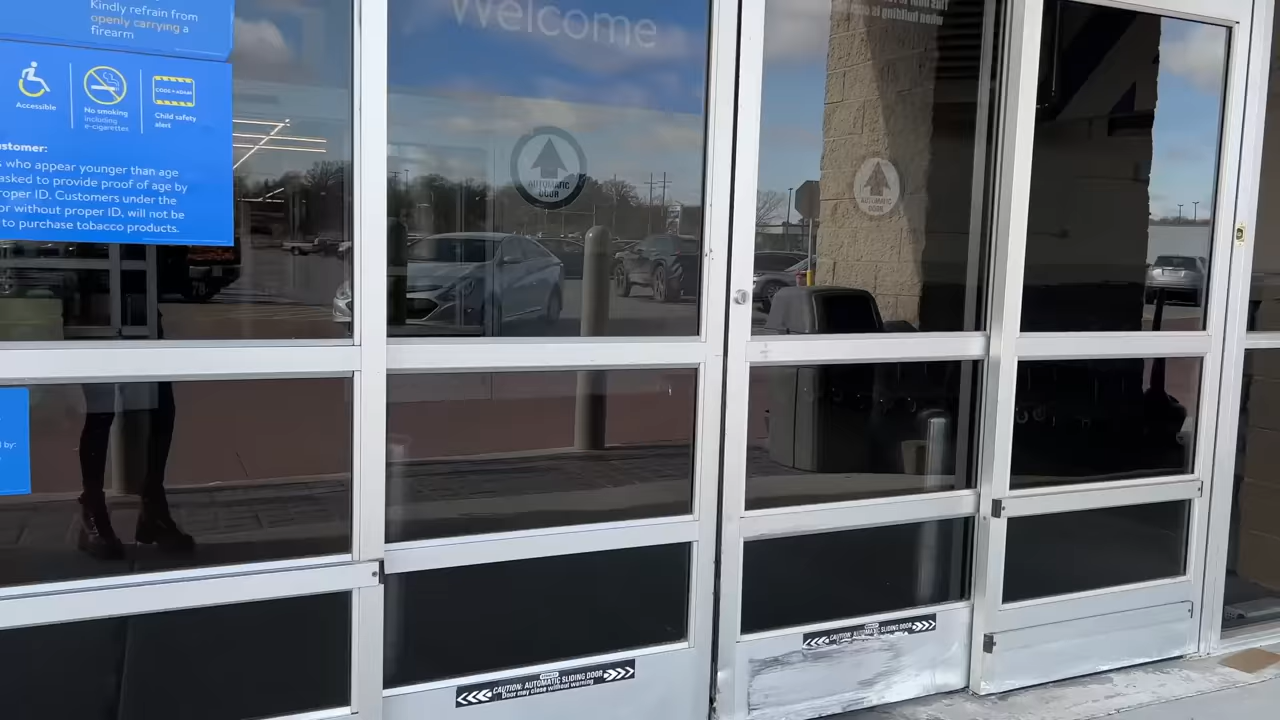 Kindly refrain from
openly carrying a
firearm
Accessible
No smoking
including
e-cigarettes
CODE ADAM
Child safety
alert
ustomer:
s who appear younger than age
asked to provide proof of age by
roper ID. Customers under the
or without proper ID, will not be
to purchase tobacco products.
d by:
Welcome
AUTOMATIC
DOOR
AUTOMATIC
DOOR
CAUTION: AUTOMATIC SLIDING DOOR
Door may close without warning
CAUTION: AUTOMATIC SLIDING DOOR